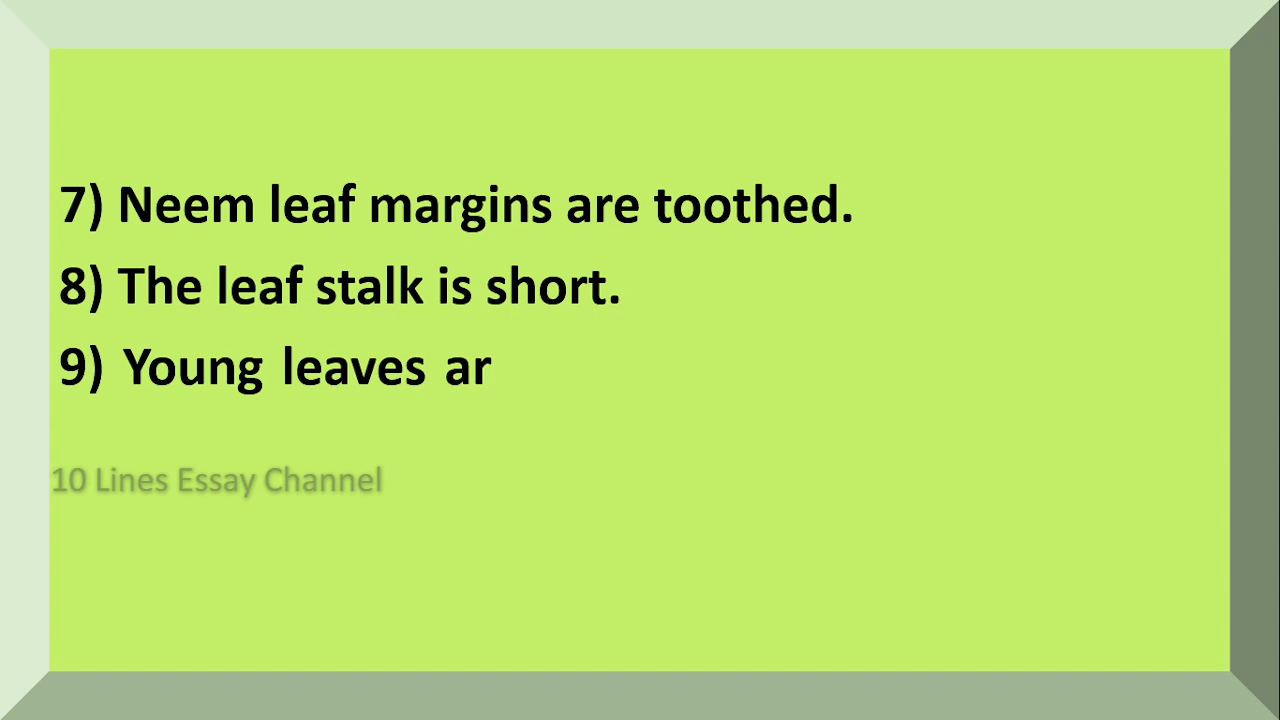 7) Neem leaf margins are toothed.
8) The leaf stalk is short.
9) Young leaves ar
10 Lines Essay Channel